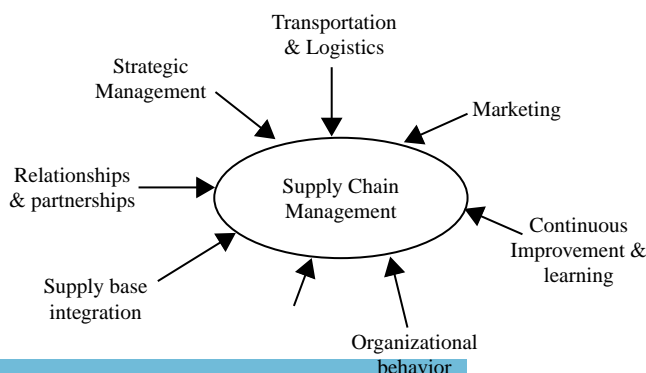 Transportation
& Logistics
Strategic
Management
Marketing
Relationships
& partnerships
Supply Chain
Management
Continuous
Improvement &
learning
Supply base
integration
Organizational
behavior